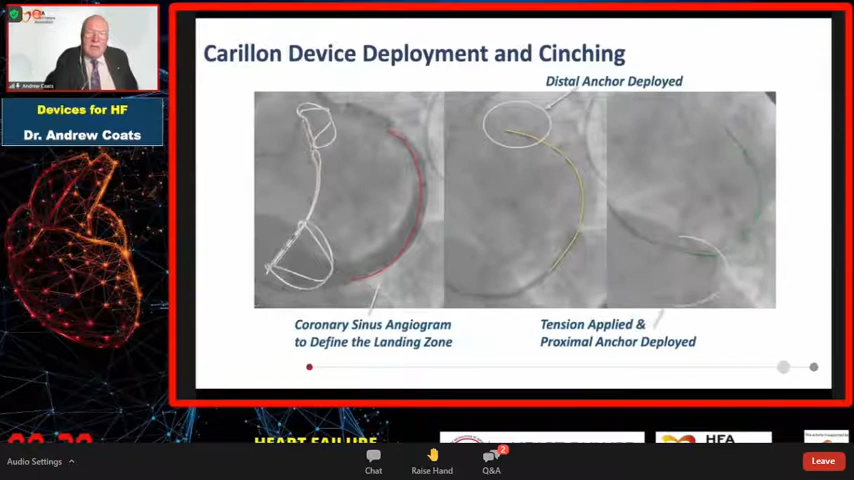 Andrew Coats
Devices for HF
Dr. Andrew Coats
Carillon Device Deployment and Cinching
Distal Anchor Deployed
Coronary Sinus Angiogram
to Define the Landing Zone
Tension Applied &
Proximal Anchor Deployed
HEART FAILURE
HFA
Audio Settings
Chat
Raise Hand
2
Q&A
Leave